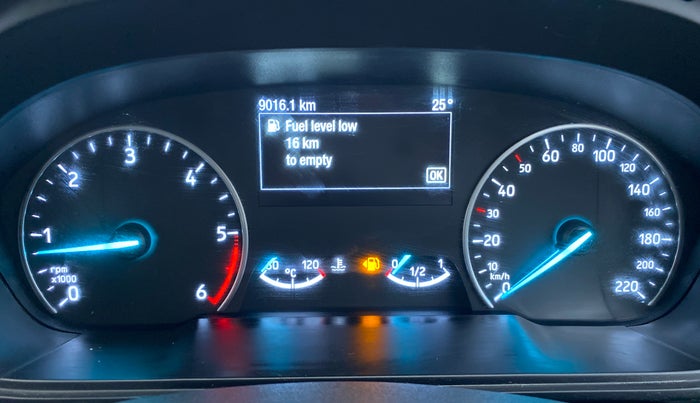 9016.1 km 25°
Fuel level low
16 km
to empty
OK
0 1 2 3 4 5 6
rpm
x1000
50 °C 120
0 1/2 1
0 10 20 30 40 50 60 80 100 120 140 160 180 200 220
km/h